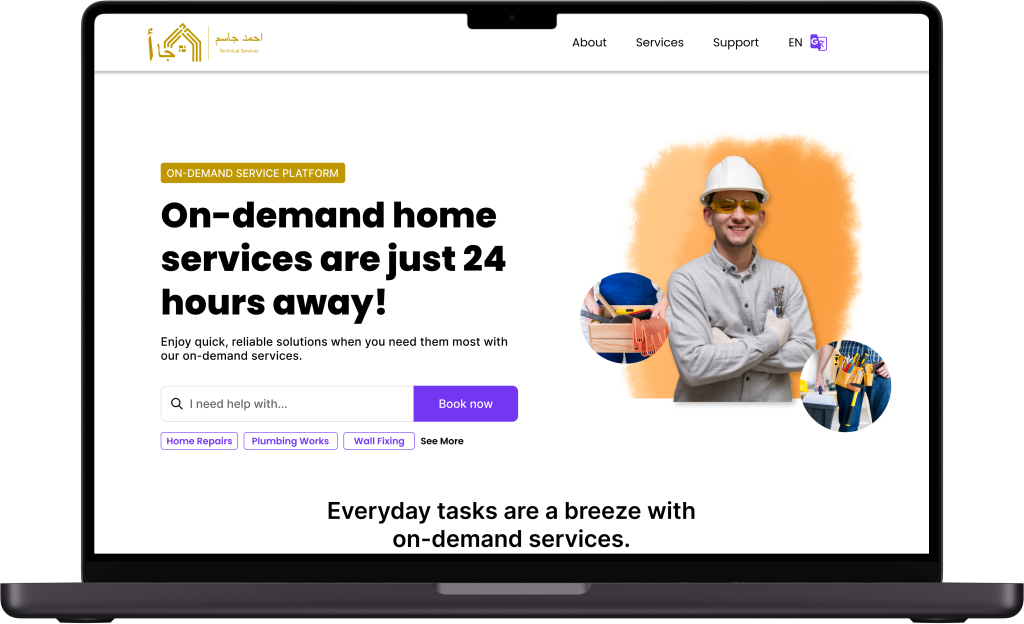 جا أ
احمد جاسم
Technical Services
About
Services
Support
EN
G
ON-DEMAND SERVICE PLATFORM
On-demand home
services are just 24
hours away!
Enjoy quick, reliable solutions when you need them most with
our on-demand services.
I need help with...
Book now
Home Repairs
Plumbing Works
Wall Fixing
See More
Everyday tasks are a breeze with
on-demand services.